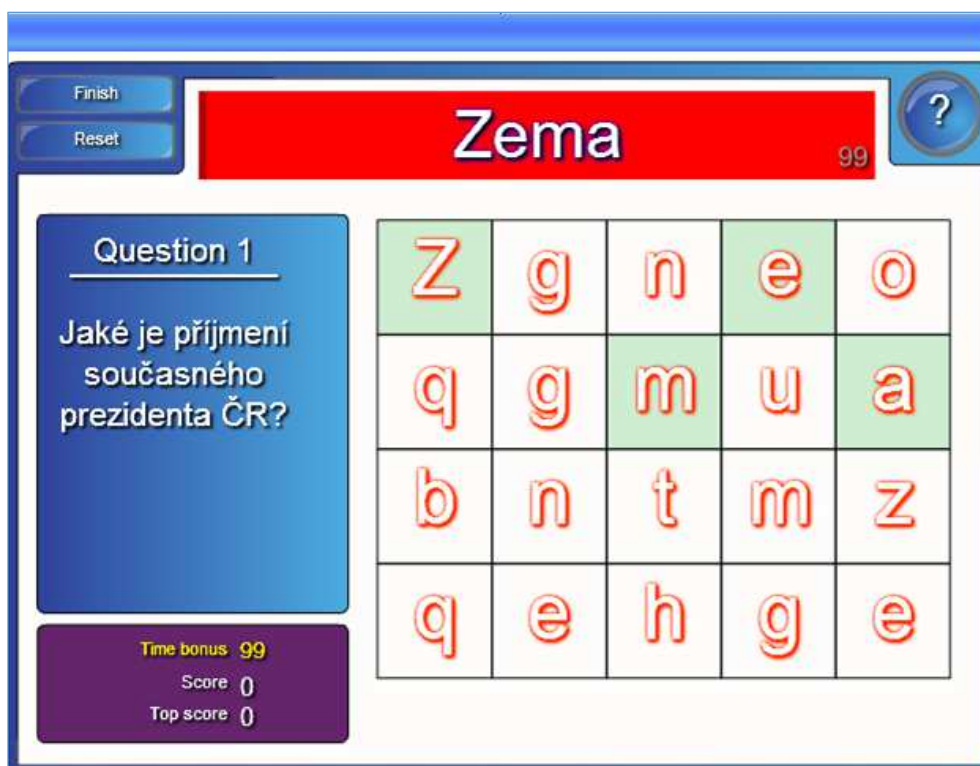 Finish
Reset
Zema
99
?
Question 1
Jaké je příjmení
současného
prezidenta ČR?
Z g n e o
q g m u a
b n t m z
q e h g e
Time bonus 99
Score 0
Top score 0